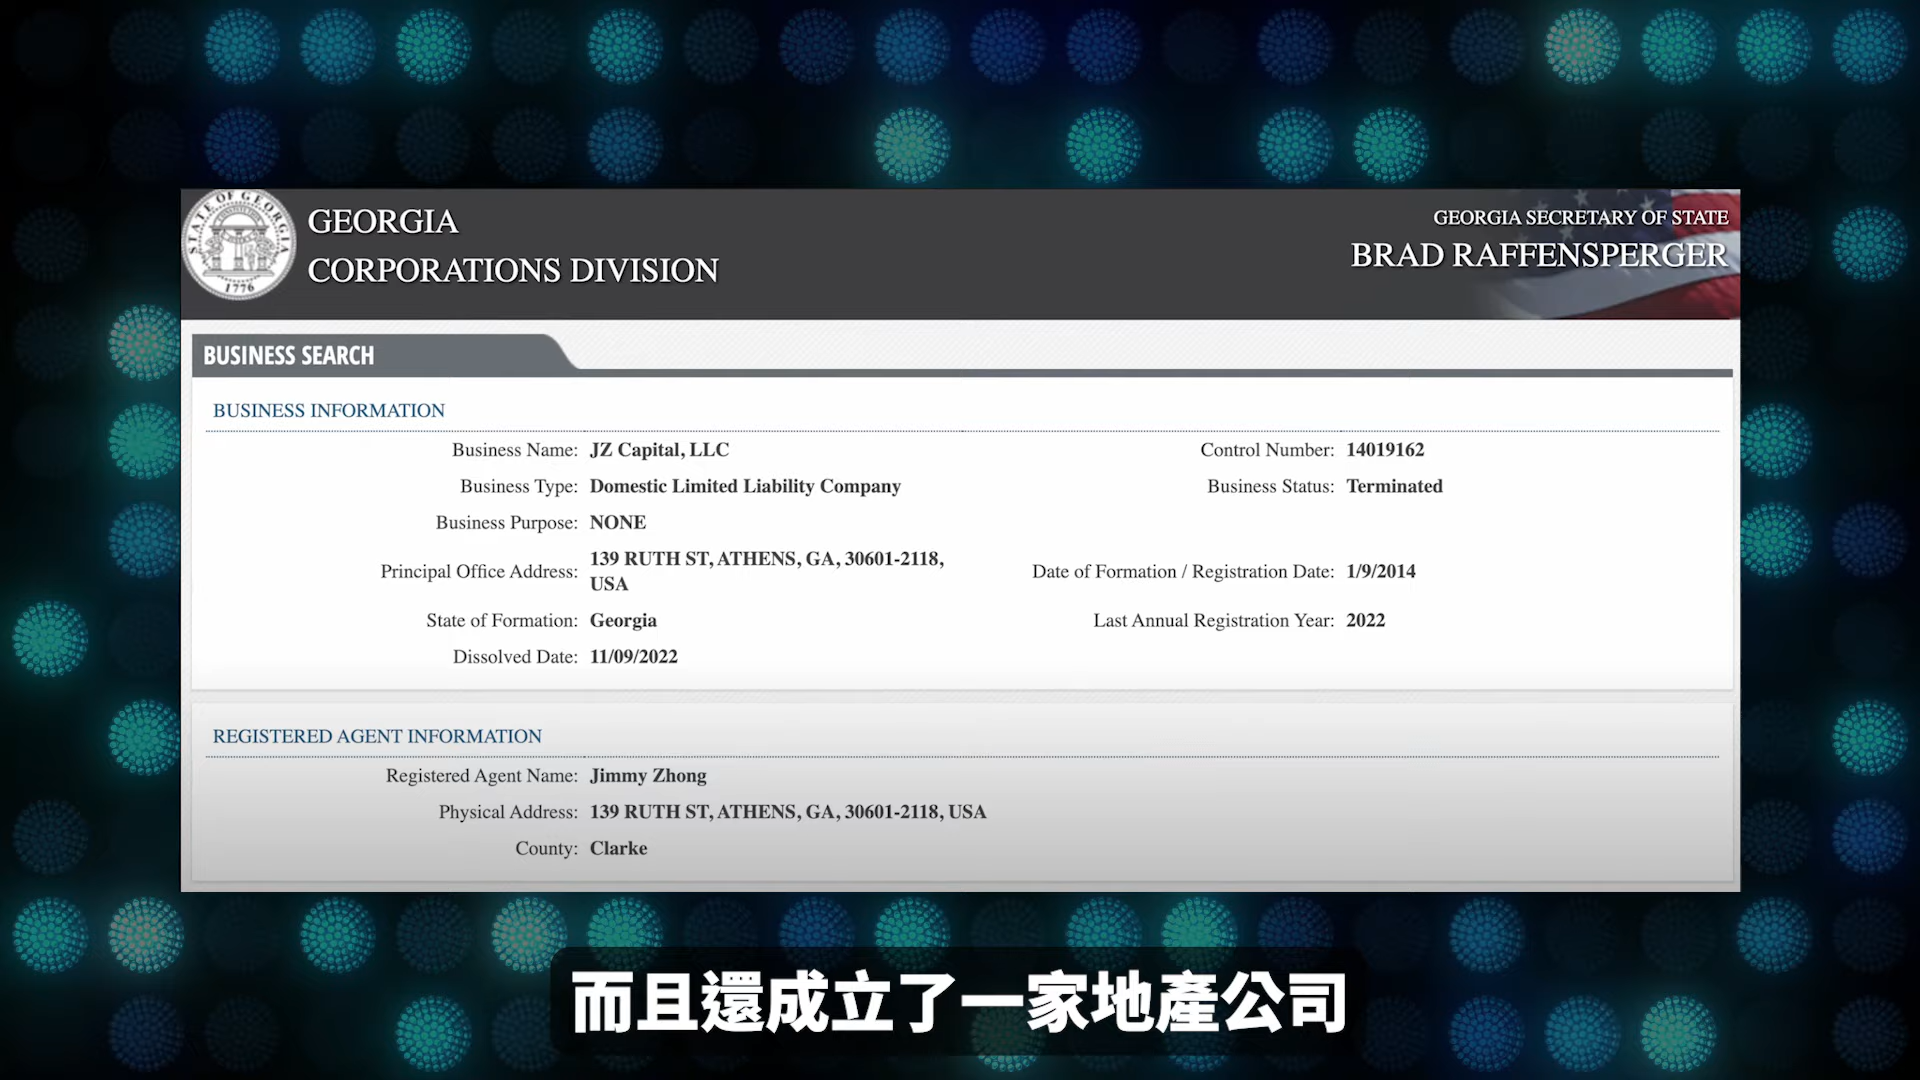 STATE OF GEORGIA
1776
GEORGIA
CORPORATIONS DIVISION
GEORGIA SECRETARY OF STATE
BRAD RAFFENSPERGER
BUSINESS SEARCH
BUSINESS INFORMATION
Business Name: JZ Capital, LLC
Control Number: 14019162
Business Type: Domestic Limited Liability Company
Business Status: Terminated
Business Purpose: NONE
Principal Office Address: 139 RUTH ST, ATHENS, GA, 30601-2118,
USA
Date of Formation / Registration Date: 1/9/2014
State of Formation: Georgia
Last Annual Registration Year: 2022
Dissolved Date: 11/09/2022
REGISTERED AGENT INFORMATION
Registered Agent Name: Jimmy Zhong
Physical Address: 139 RUTH ST, ATHENS, GA, 30601-2118, USA
County: Clarke
而且還成立了一家地產公司